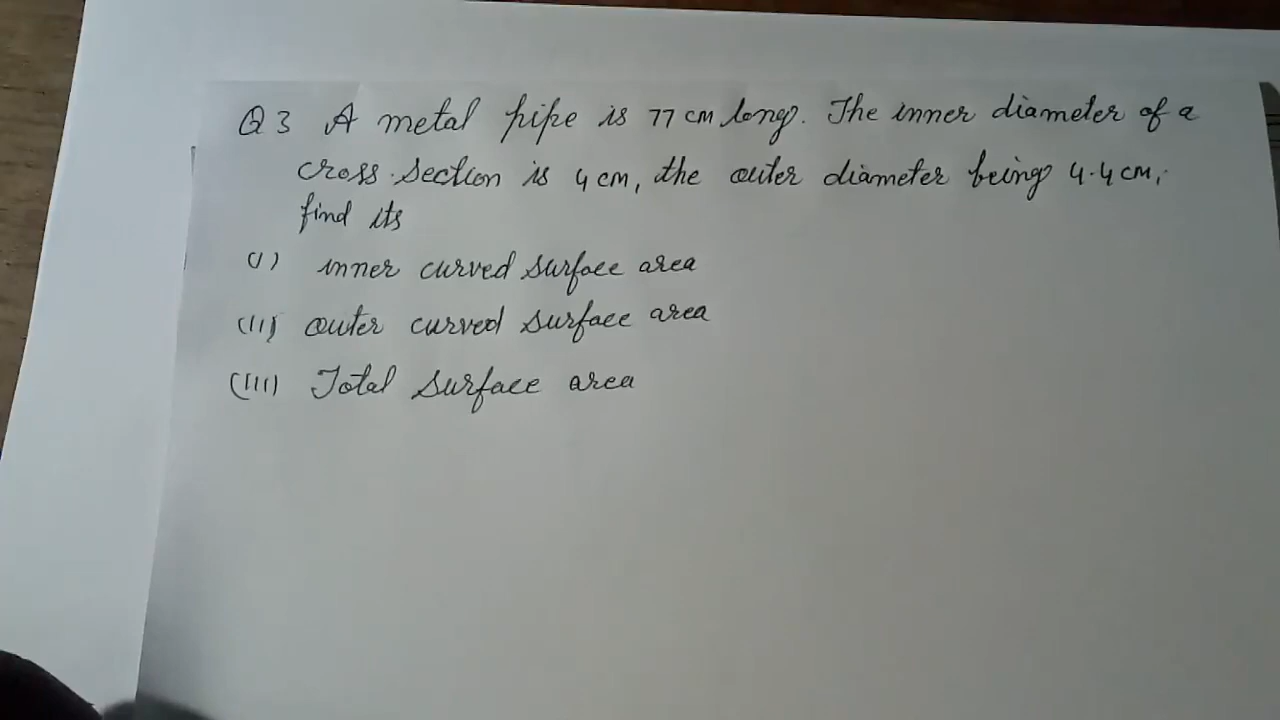 Q3 A metal pipe is 77 cm long. The inner diameter of a
cross section is 4 cm, the outer diameter being 4.4 cm,
find its
(I) inner curved surface area
(II) outer curved surface area
(III) Total surface area